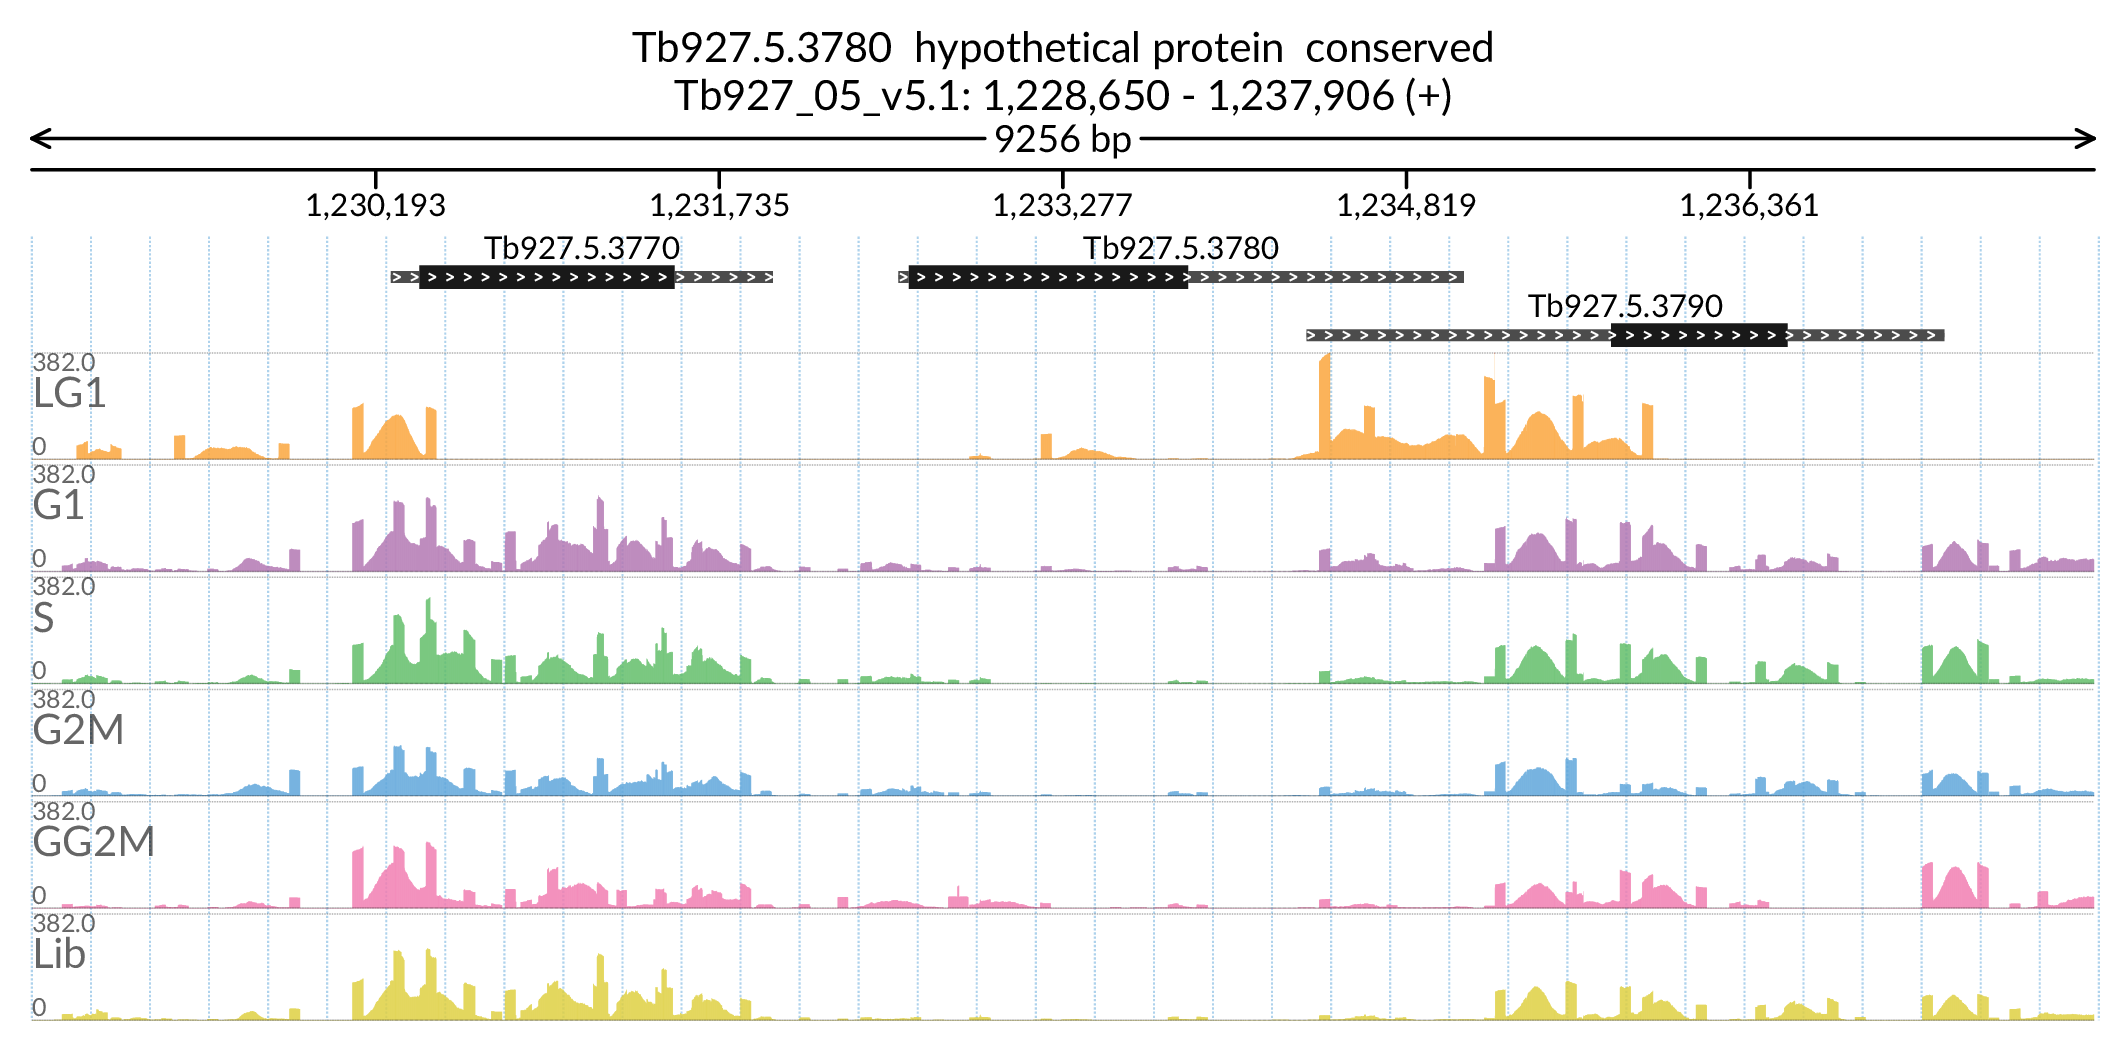 Tb927.5.3780 hypothetical protein conserved
Tb927_05_v5.1: 1,228,650 - 1,237,906 (+)
9256 bp
1,230,193 1,231,735 1,233,277 1,234,819 1,236,361
Tb927.5.3770 Tb927.5.3780
Tb927.5.3790
382.0
LG1
0
382.0
G1
0
382.0
S
0
382.0
G2M
0
382.0
GG2M
0
382.0
Lib
0